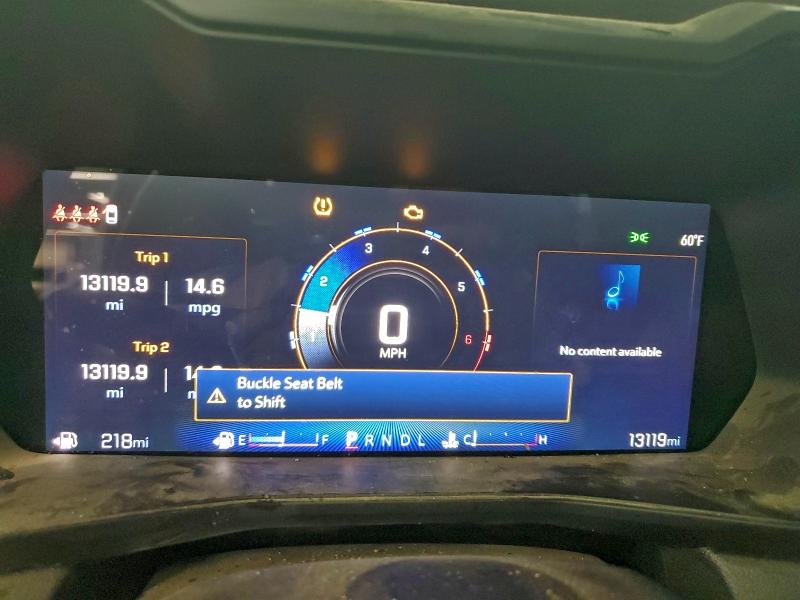 60°F
Trip 1
13119.9 | 14.6
mi mpg
Trip 2
13119.9 |
mi
1 2 3 4 5 6
0
MPH
No content available
Buckle Seat Belt
to Shift
218mi
E F
P R N D L
C H
13119mi